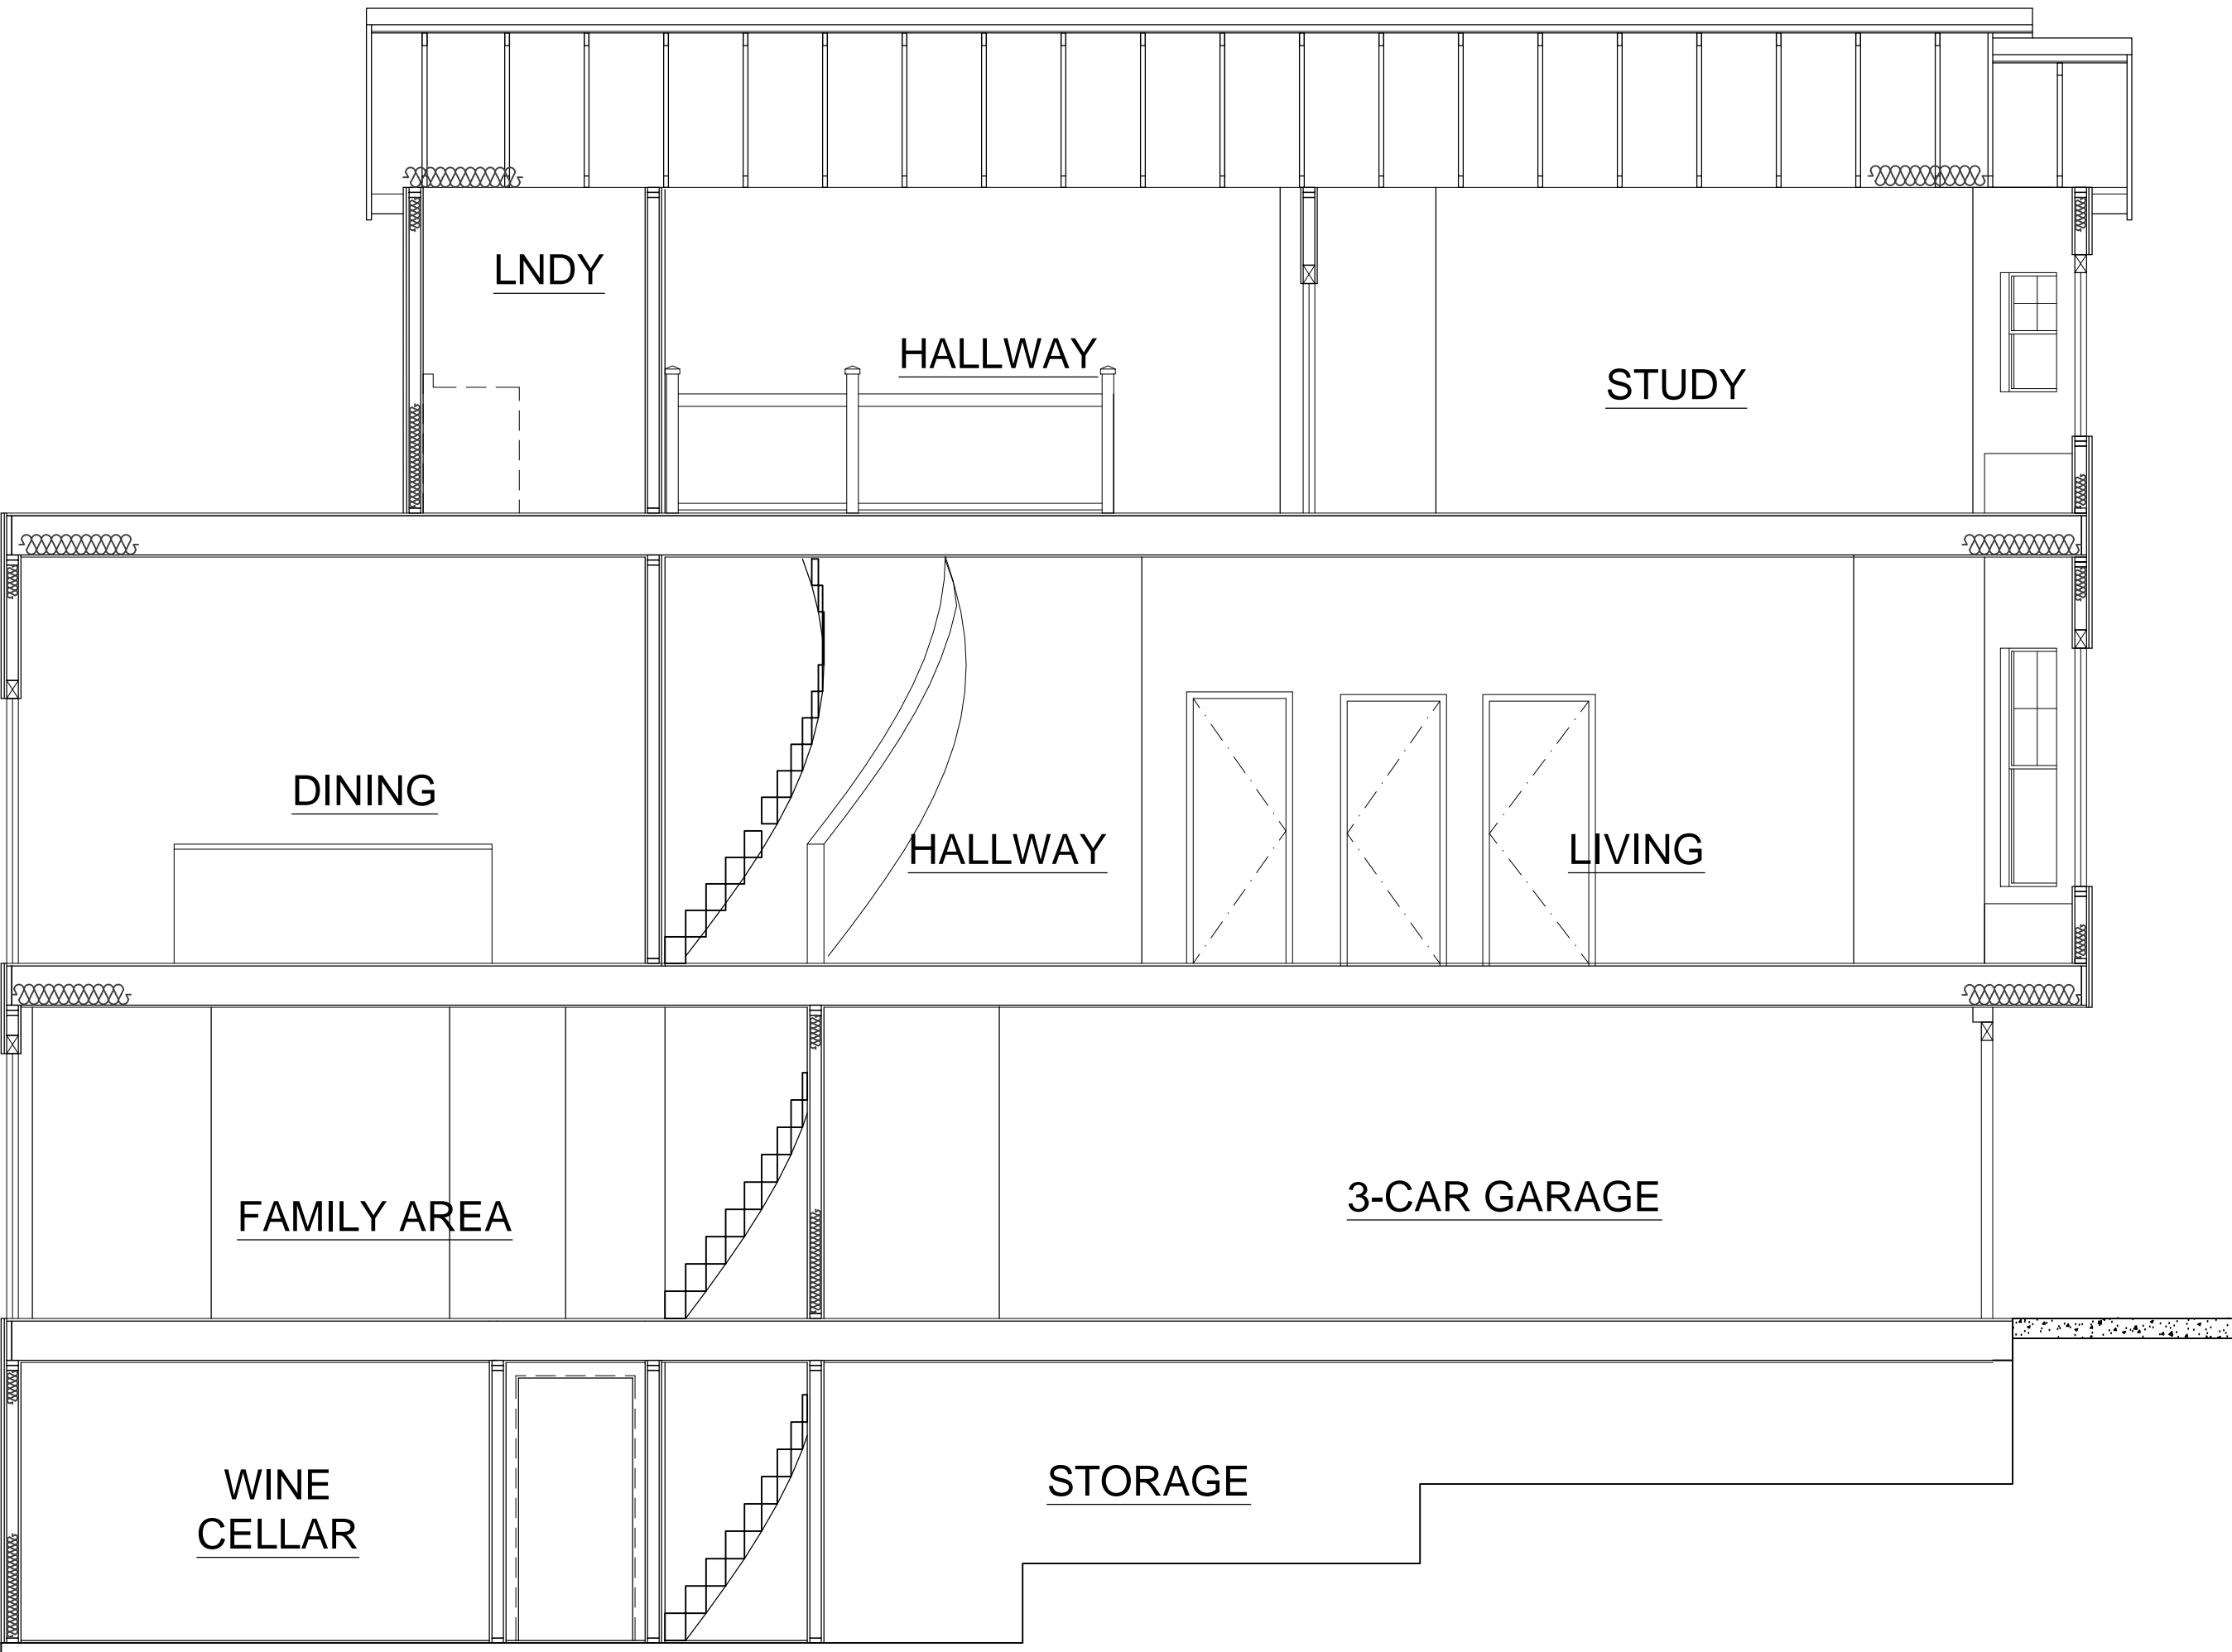 LNDY
HALLWAY
STUDY
DINING
HALLWAY
LIVING
FAMILY AREA
3-CAR GARAGE
WINE
CELLAR
STORAGE